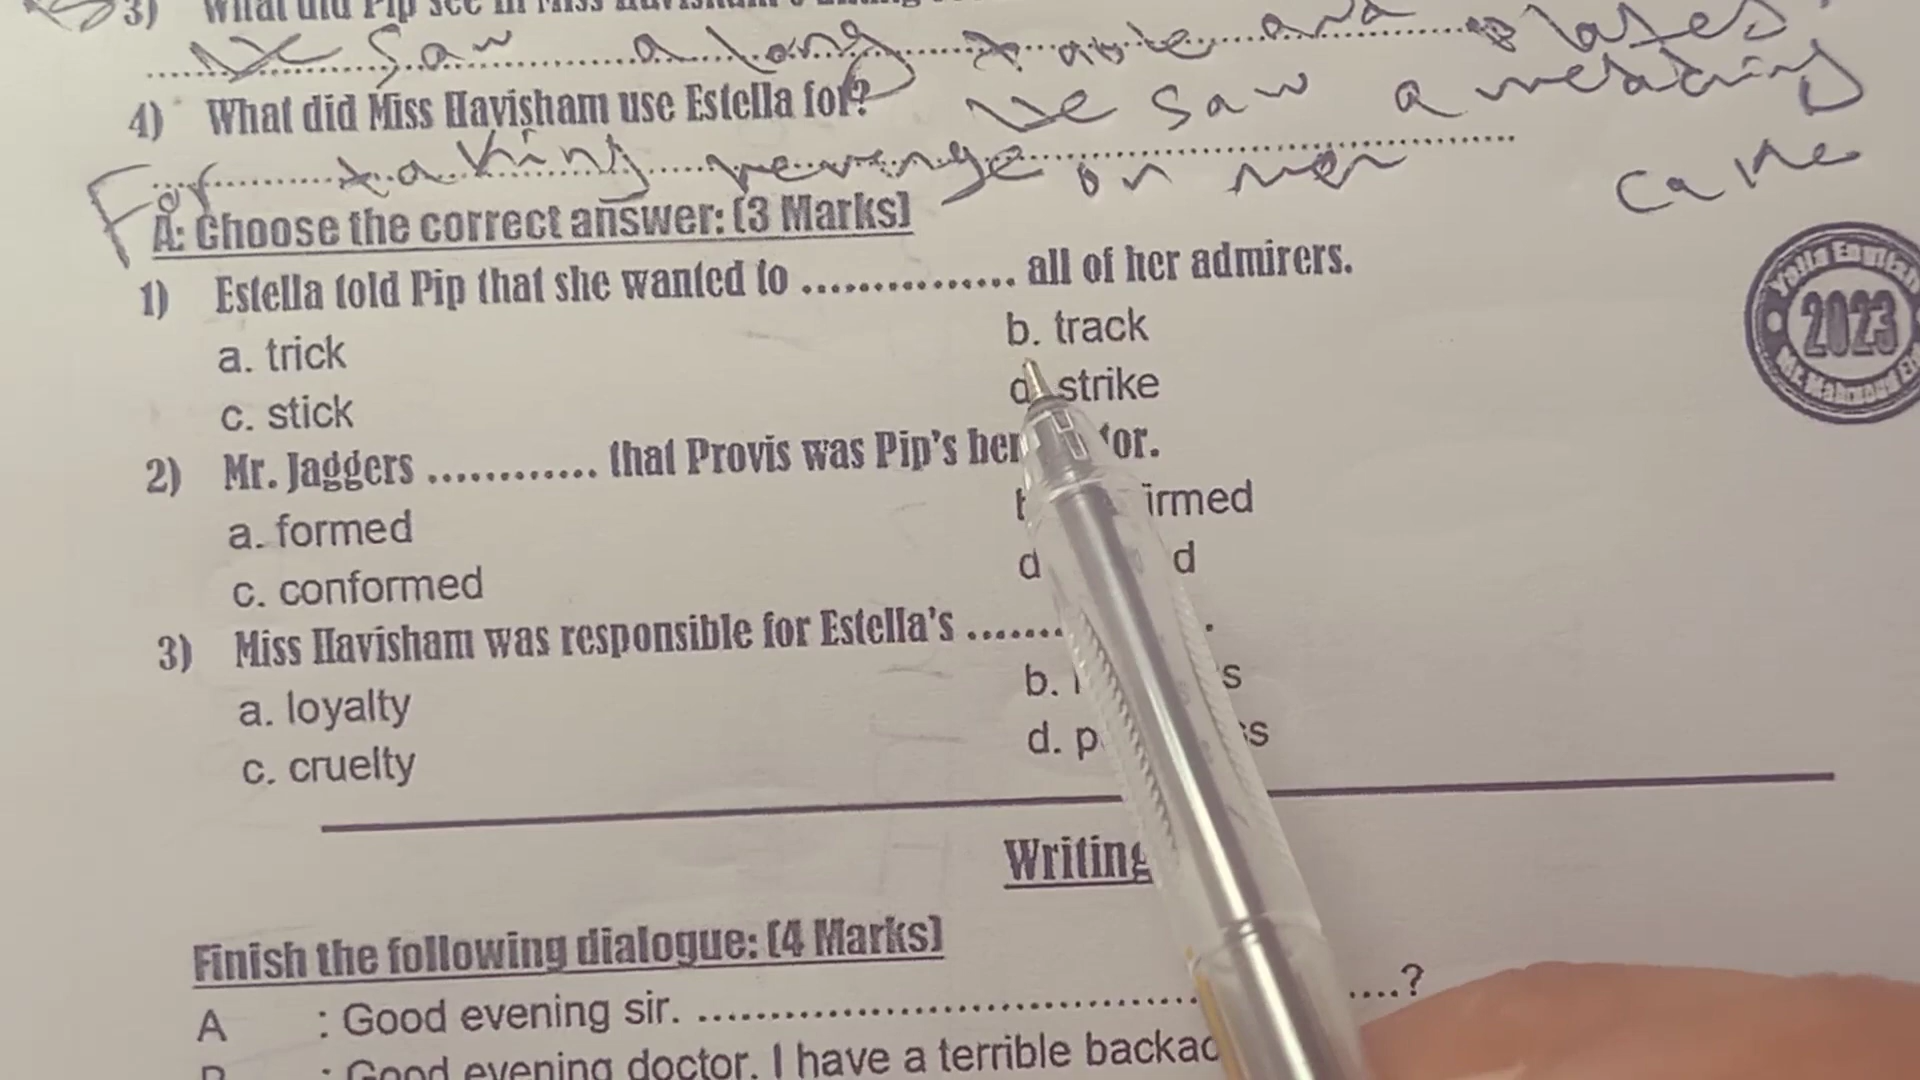 3) What did Pip see in Miss Havisham's
He saw a long table and plates
4) What did Miss Havisham use Estella for?
He saw a wedding
cake
For taking revenge on men
A: Choose the correct answer: (3 Marks)
1) Estella told Pip that she wanted to ............... all of her admirers.
a. trick
b. track
c. stick
d. strike
2) Mr. Jaggers ............ that Provis was Pip's
a. formed
c. conformed
d
3) Miss Havisham was responsible for Estella's .......
a. loyalty
b.
c. cruelty
d. p
2023
Writing
Finish the following dialogue: (4 Marks)
A : Good evening sir. ....................................?
: Good evening doctor. I have a terrible